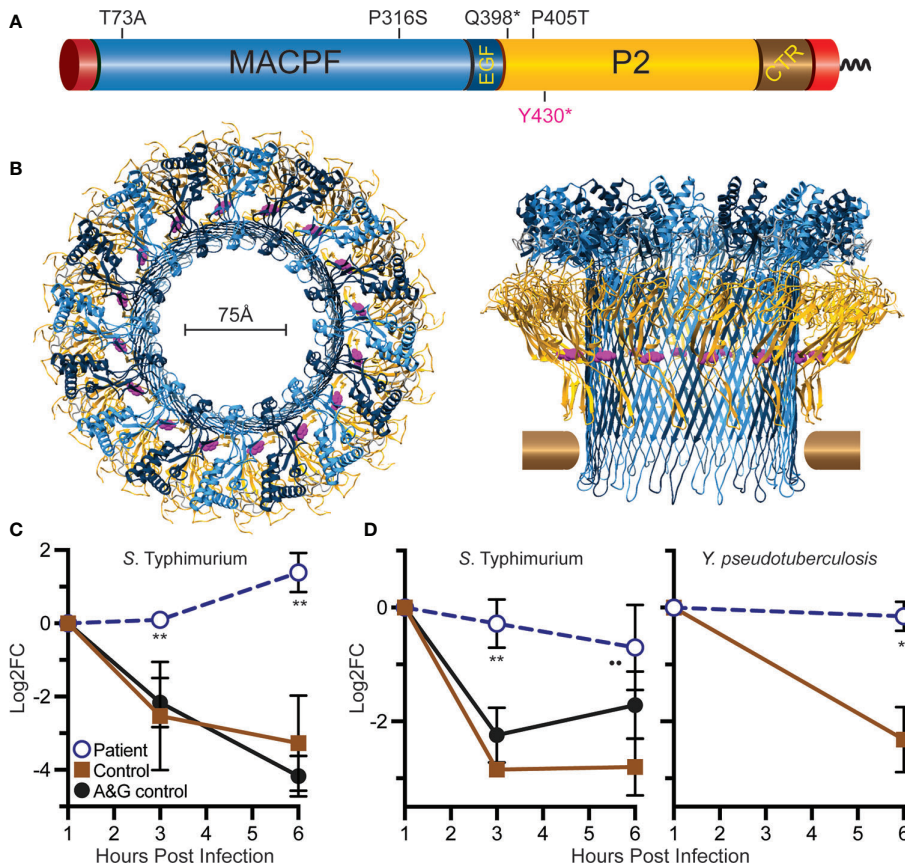 A
T73A P316S Q398* P405T
MACPF EGF P2 CTR
Y430*
B
75Å
C D
S. Typhimurium S. Typhimurium Y. pseudotuberculosis
Log2FC
2
0
-2
-4
** **
Patient
Control
A&G control
1 2 3 4 5 6
Hours Post Infection
Log2FC
0
-2
** ••
1 2 3 4 5 6
*
1 2 3 4 5 6
Hours Post Infection